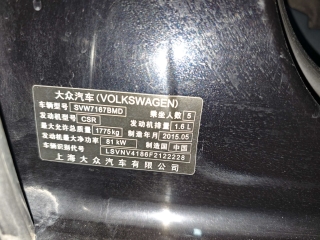 大众汽车(VOLKSWAGEN)
车辆型号 SVW7167BMD 乘坐人数 5
发动机型号 CSR 发动机排量 1.6L
最大允许总质量 1775kg 制造年月 2015.05
发动机最大净功率 81kW 制造国 中国
车辆识别代号 LSVNV4186F2122228
上海大众汽车有限公司